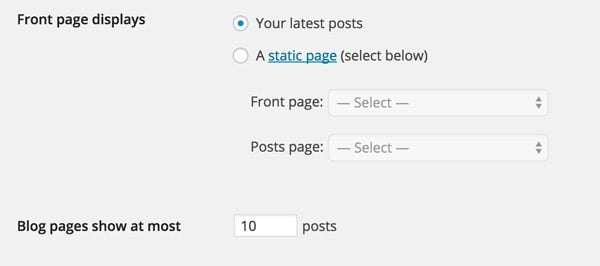 Front page displays
Your latest posts
A static page (select below)
Front page: — Select —
Posts page: — Select —
Blog pages show at most 10 posts